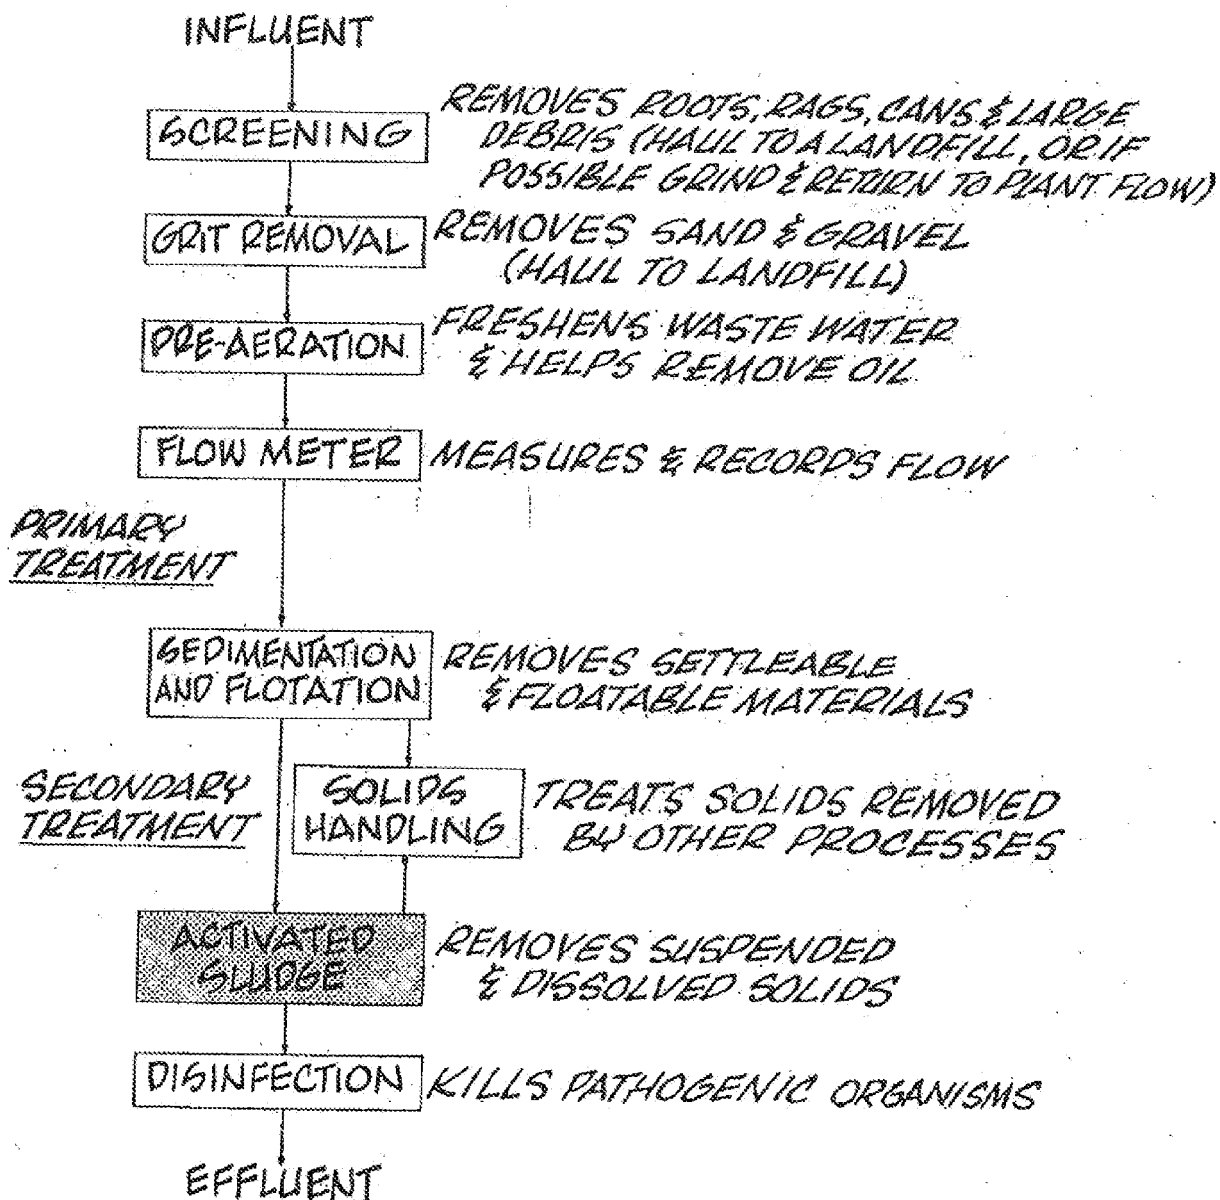 INFLUENT
SCREENING
REMOVES ROOTS, RAGS, CANS & LARGE
DEBRIS (HAUL TO A LANDFILL, OR IF
POSSIBLE GRIND & RETURN TO PLANT FLOW)
GRIT REMOVAL
REMOVES SAND & GRAVEL
(HAUL TO LANDFILL)
PRE-AERATION
FRESHENS WASTE WATER
& HELPS REMOVE OIL
FLOW METER
MEASURES & RECORDS FLOW
PRIMARY
TREATMENT
SEDIMENTATION
AND FLOTATION
REMOVES SETTLEABLE
& FLOATABLE MATERIALS
SECONDARY
TREATMENT
SOLIDS
HANDLING
TREATS SOLIDS REMOVED
BY OTHER PROCESSES
ACTIVATED
SLUDGE
REMOVES SUSPENDED
& DISSOLVED SOLIDS
DISINFECTION
KILLS PATHOGENIC ORGANISMS
EFFLUENT